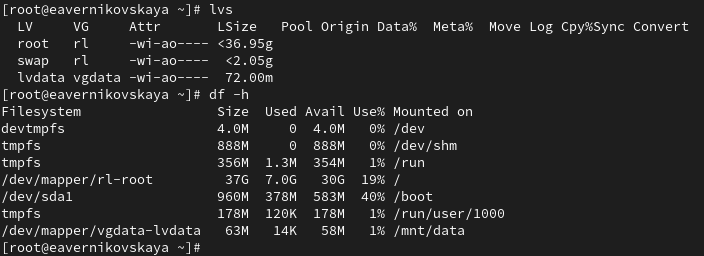 [root@eavernikovskaya ~]# lvs
  LV     VG     Attr       LSize   Pool Origin Data%  Meta%  Move Log Cpy%Sync Convert
  root   rl     -wi-ao---- <36.95g
  swap   rl     -wi-ao----  <2.05g
  lvdata vgdata -wi-ao----  72.00m
[root@eavernikovskaya ~]# df -h
Filesystem                 Size  Used Avail Use% Mounted on
devtmpfs                   4.0M     0  4.0M   0% /dev
tmpfs                      888M     0  888M   0% /dev/shm
tmpfs                      356M  1.3M  354M   1% /run
/dev/mapper/rl-root         37G  7.0G   30G  19% /
/dev/sda1                  960M  378M  583M  40% /boot
tmpfs                      178M  120K  178M   1% /run/user/1000
/dev/mapper/vgdata-lvdata   63M   14K   58M   1% /mnt/data
[root@eavernikovskaya ~]#